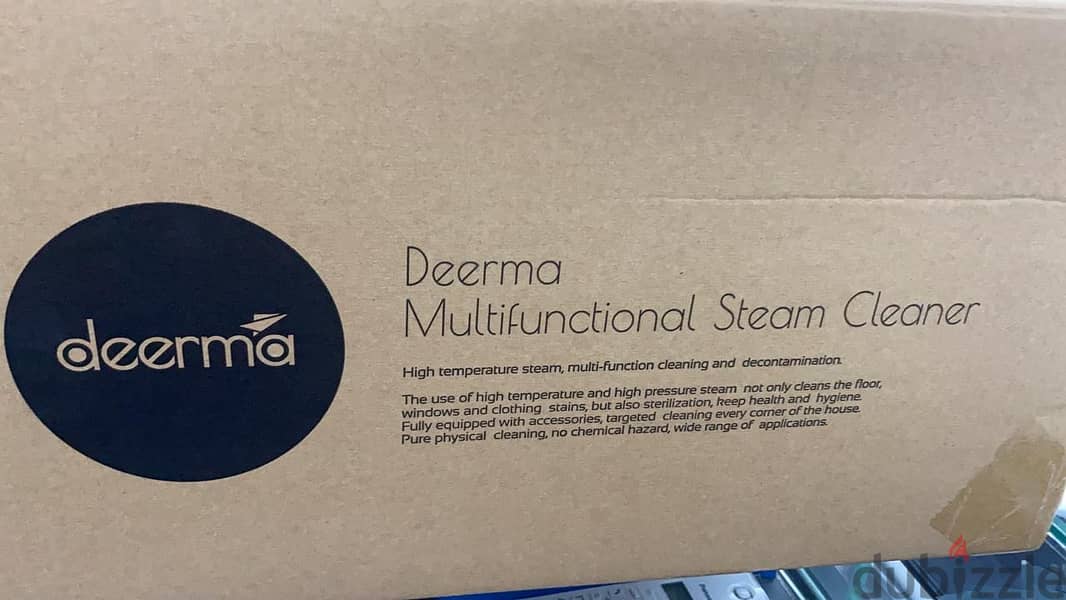 deerma
Deerma
Multifunctional Steam Cleaner
High temperature steam, multi-function cleaning and decontamination.
The use of high temperature and high pressure steam not only cleans the floor,
windows and clothing stains, but also sterilization, keep health and hygiene.
Fully equipped with accessories, targeted cleaning every corner of the house.
Pure physical cleaning, no chemical hazard, wide range of applications.
dubizzle